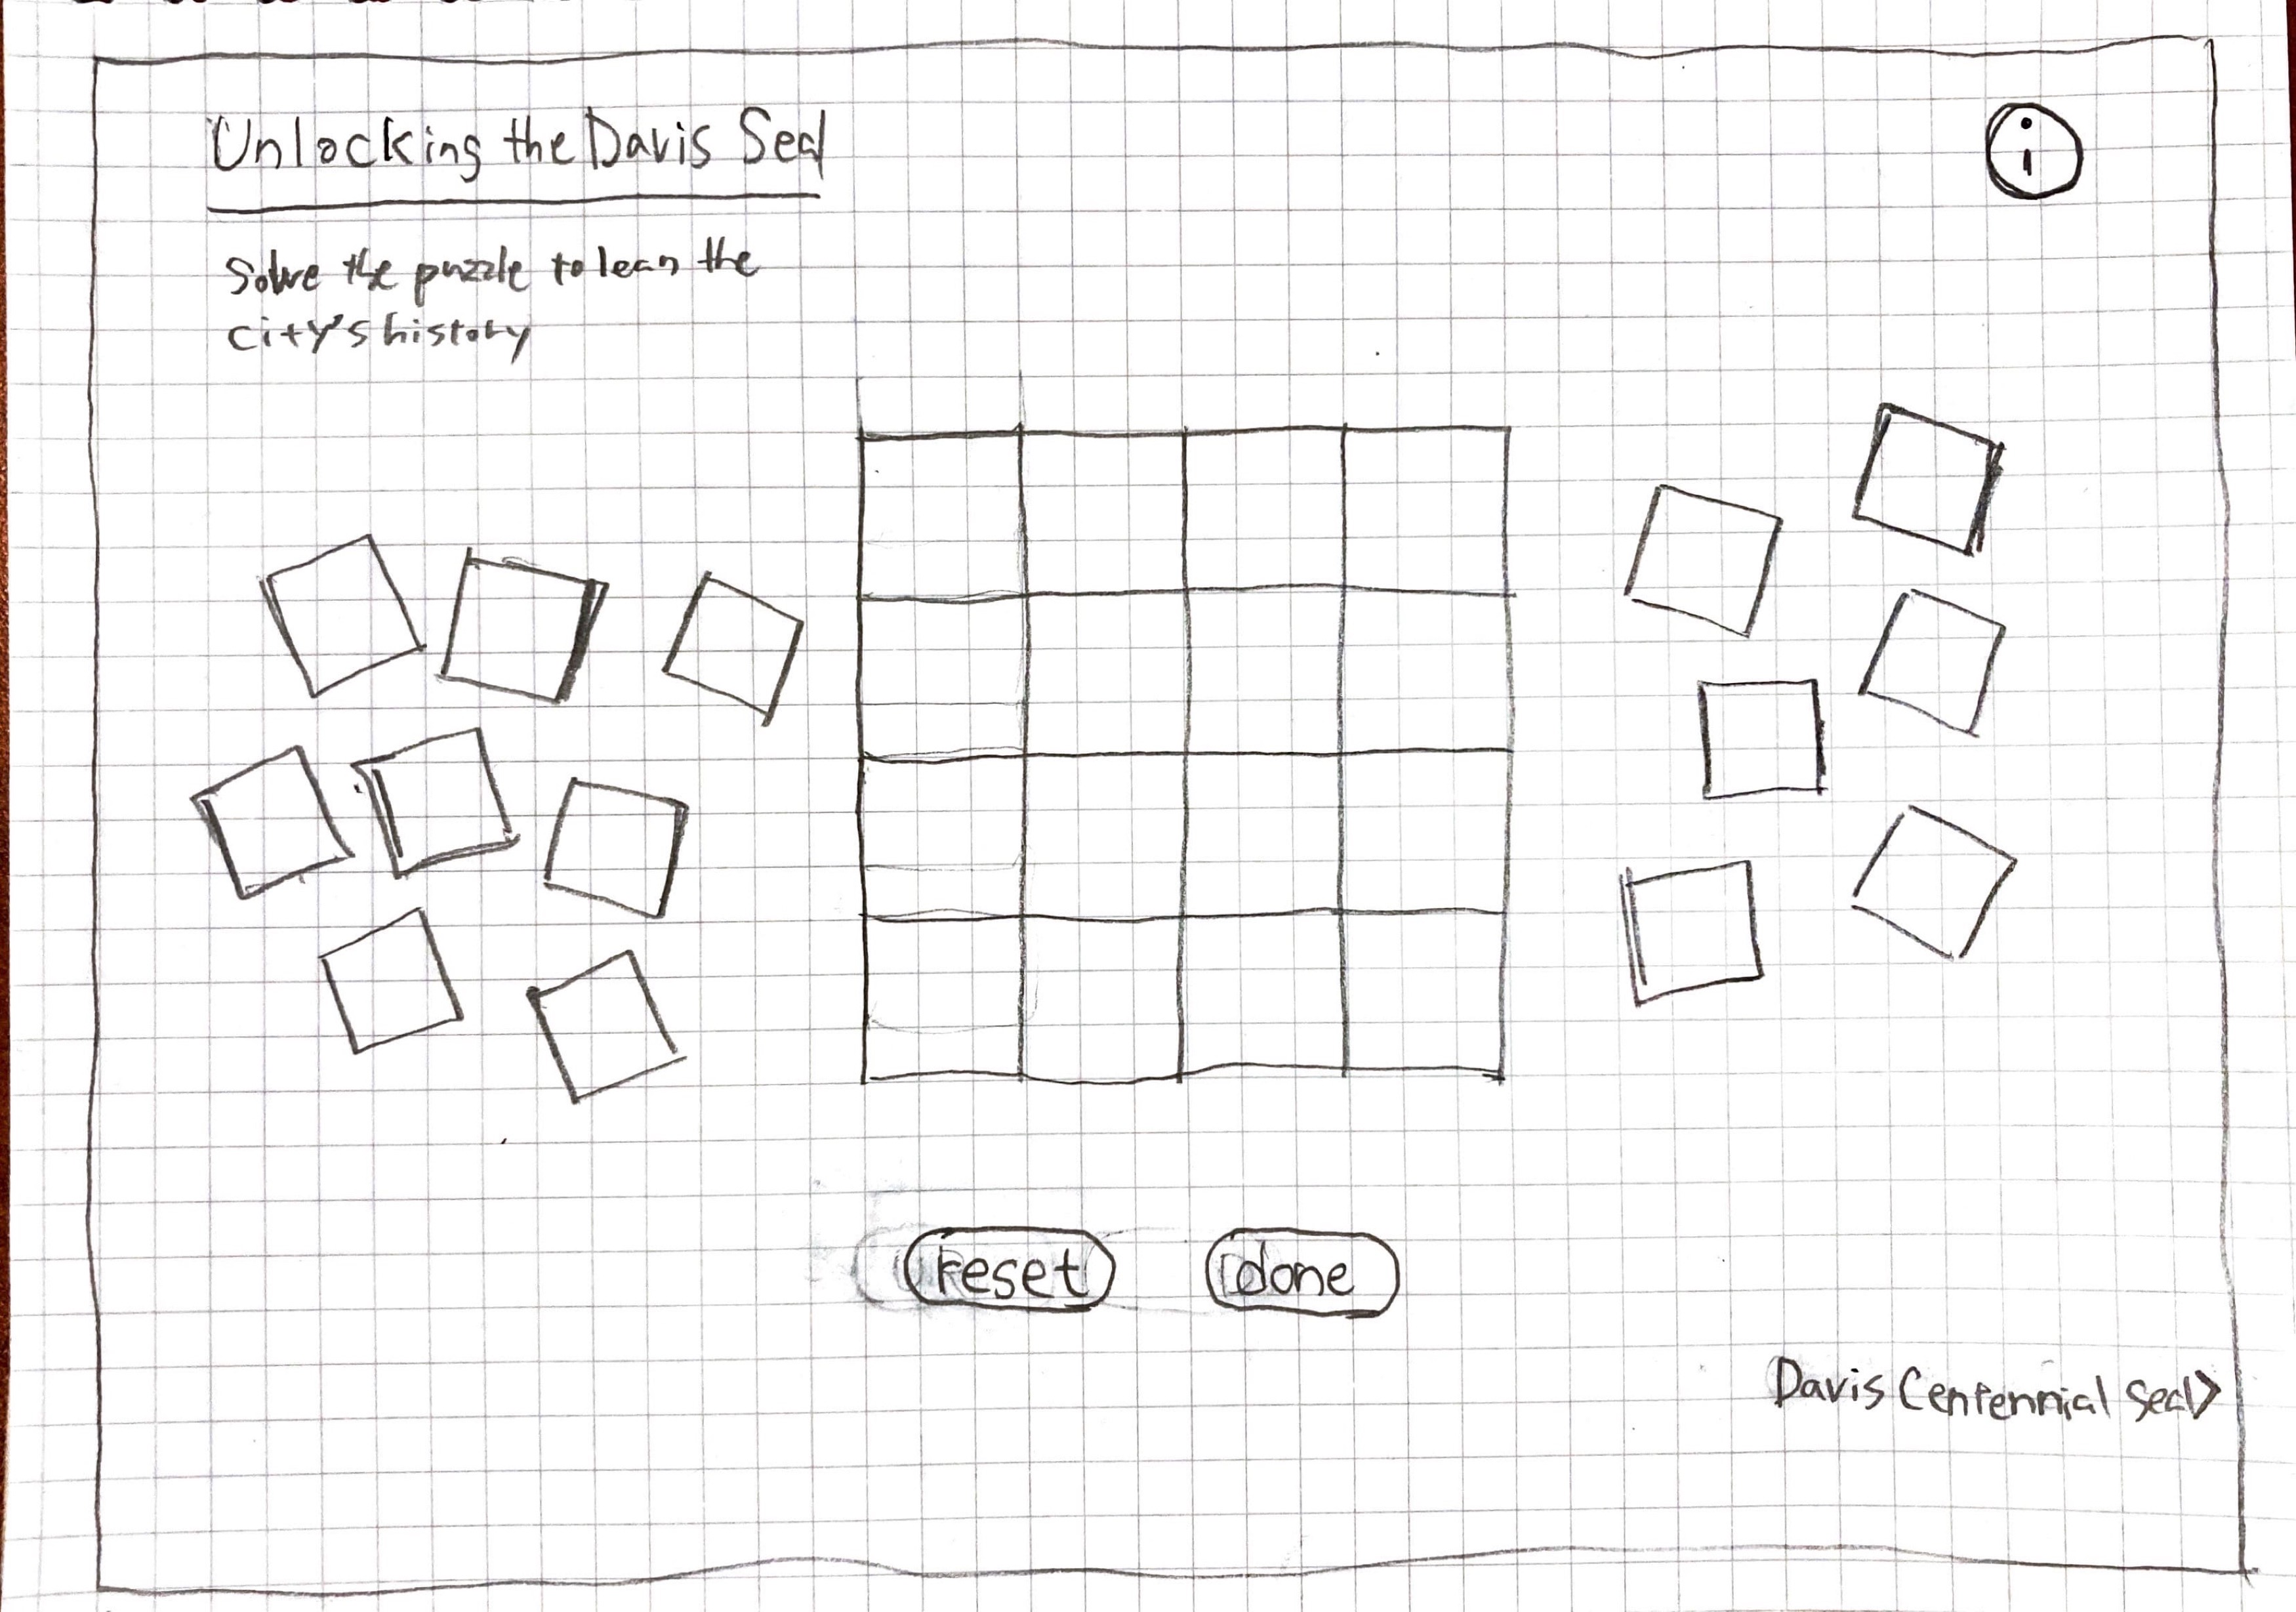 Unlocking the Davis Seal
i
Solve the puzzle to lean the
city's history
reset
done
Davis Centennial Seal>